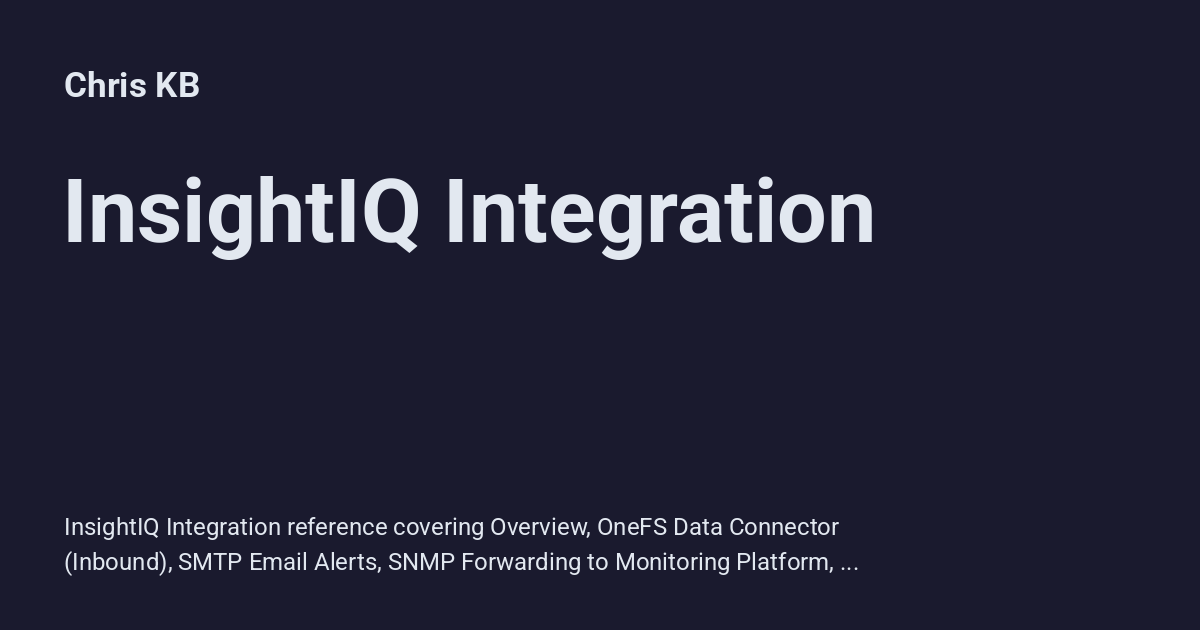 Chris KB
InsightIQ Integration
InsightIQ Integration reference covering Overview, OneFS Data Connector
(Inbound), SMTP Email Alerts, SNMP Forwarding to Monitoring Platform, ...